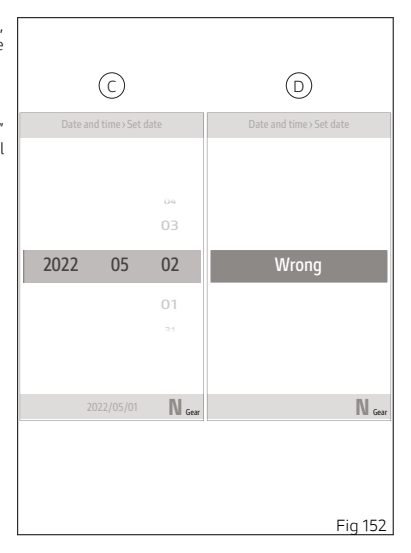 C
D
Date and time › Set date
Date and time › Set date
04
03
2022 05 02
Wrong
01
31
2022/05/01 N Gear
N Gear
Fig 152